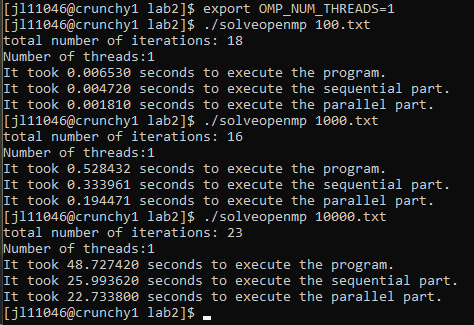 [jl11046@crunchy1 lab2]$ export OMP_NUM_THREADS=1
[jl11046@crunchy1 lab2]$ ./solveopenmp 100.txt
total number of iterations: 18
Number of threads:1
It took 0.006530 seconds to execute the program.
It took 0.004720 seconds to execute the sequential part.
It took 0.001810 seconds to execute the parallel part.
[jl11046@crunchy1 lab2]$ ./solveopenmp 1000.txt
total number of iterations: 16
Number of threads:1
It took 0.528432 seconds to execute the program.
It took 0.333961 seconds to execute the sequential part.
It took 0.194471 seconds to execute the parallel part.
[jl11046@crunchy1 lab2]$ ./solveopenmp 10000.txt
total number of iterations: 23
Number of threads:1
It took 48.727420 seconds to execute the program.
It took 25.993620 seconds to execute the sequential part.
It took 22.733800 seconds to execute the parallel part.
[jl11046@crunchy1 lab2]$